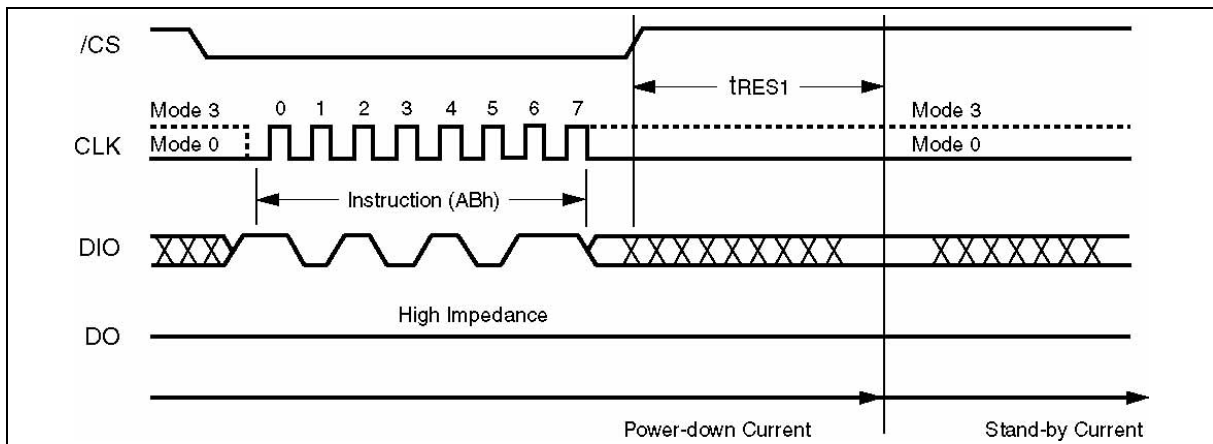 /CS
tRES1
Mode 3 0 1 2 3 4 5 6 7 Mode 3
CLK Mode 0 Mode 0
Instruction (ABh)
DIO
High Impedance
DO
Power-down Current Stand-by Current